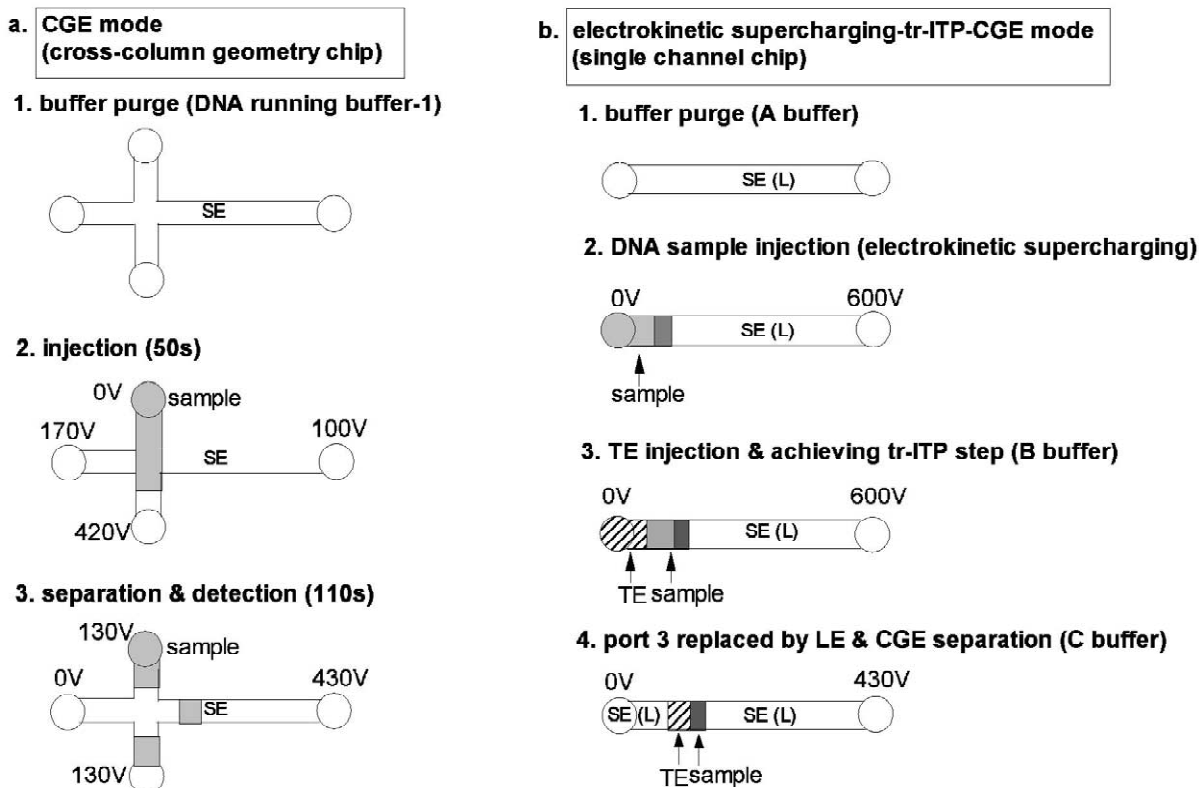 a. CGE mode
(cross-column geometry chip)
1. buffer purge (DNA running buffer-1)
SE
2. injection (50s)
0V
sample
170V
100V
SE
420V
3. separation & detection (110s)
130V
sample
0V
430V
SE
130V
b. electrokinetic supercharging-tr-ITP-CGE mode
(single channel chip)
1. buffer purge (A buffer)
SE (L)
2. DNA sample injection (electrokinetic supercharging)
0V 600V
SE (L)
sample
3. TE injection & achieving tr-ITP step (B buffer)
0V 600V
SE (L)
TE sample
4. port 3 replaced by LE & CGE separation (C buffer)
0V 430V
SE (L) SE (L)
TE sample